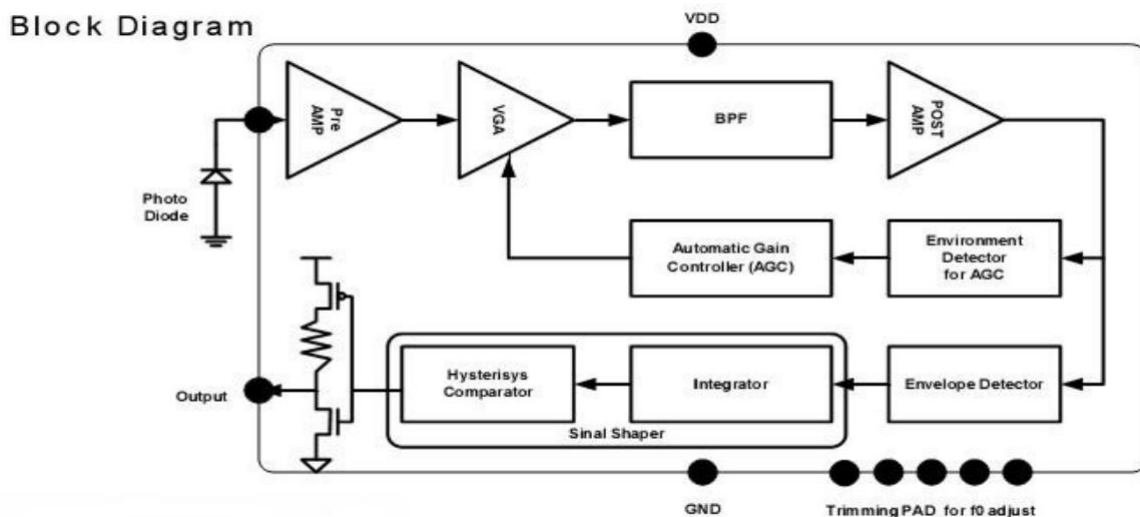 Block Diagram
VDD
Pre
AMP
VGA
BPF
POST
AMP
Photo
Diode
Automatic Gain
Controller (AGC)
Environment
Detector
for AGC
Output
Hysterisys
Comparator
Integrator
Envelope Detector
Sinal Shaper
GND
Trimming PAD for f0 adjust